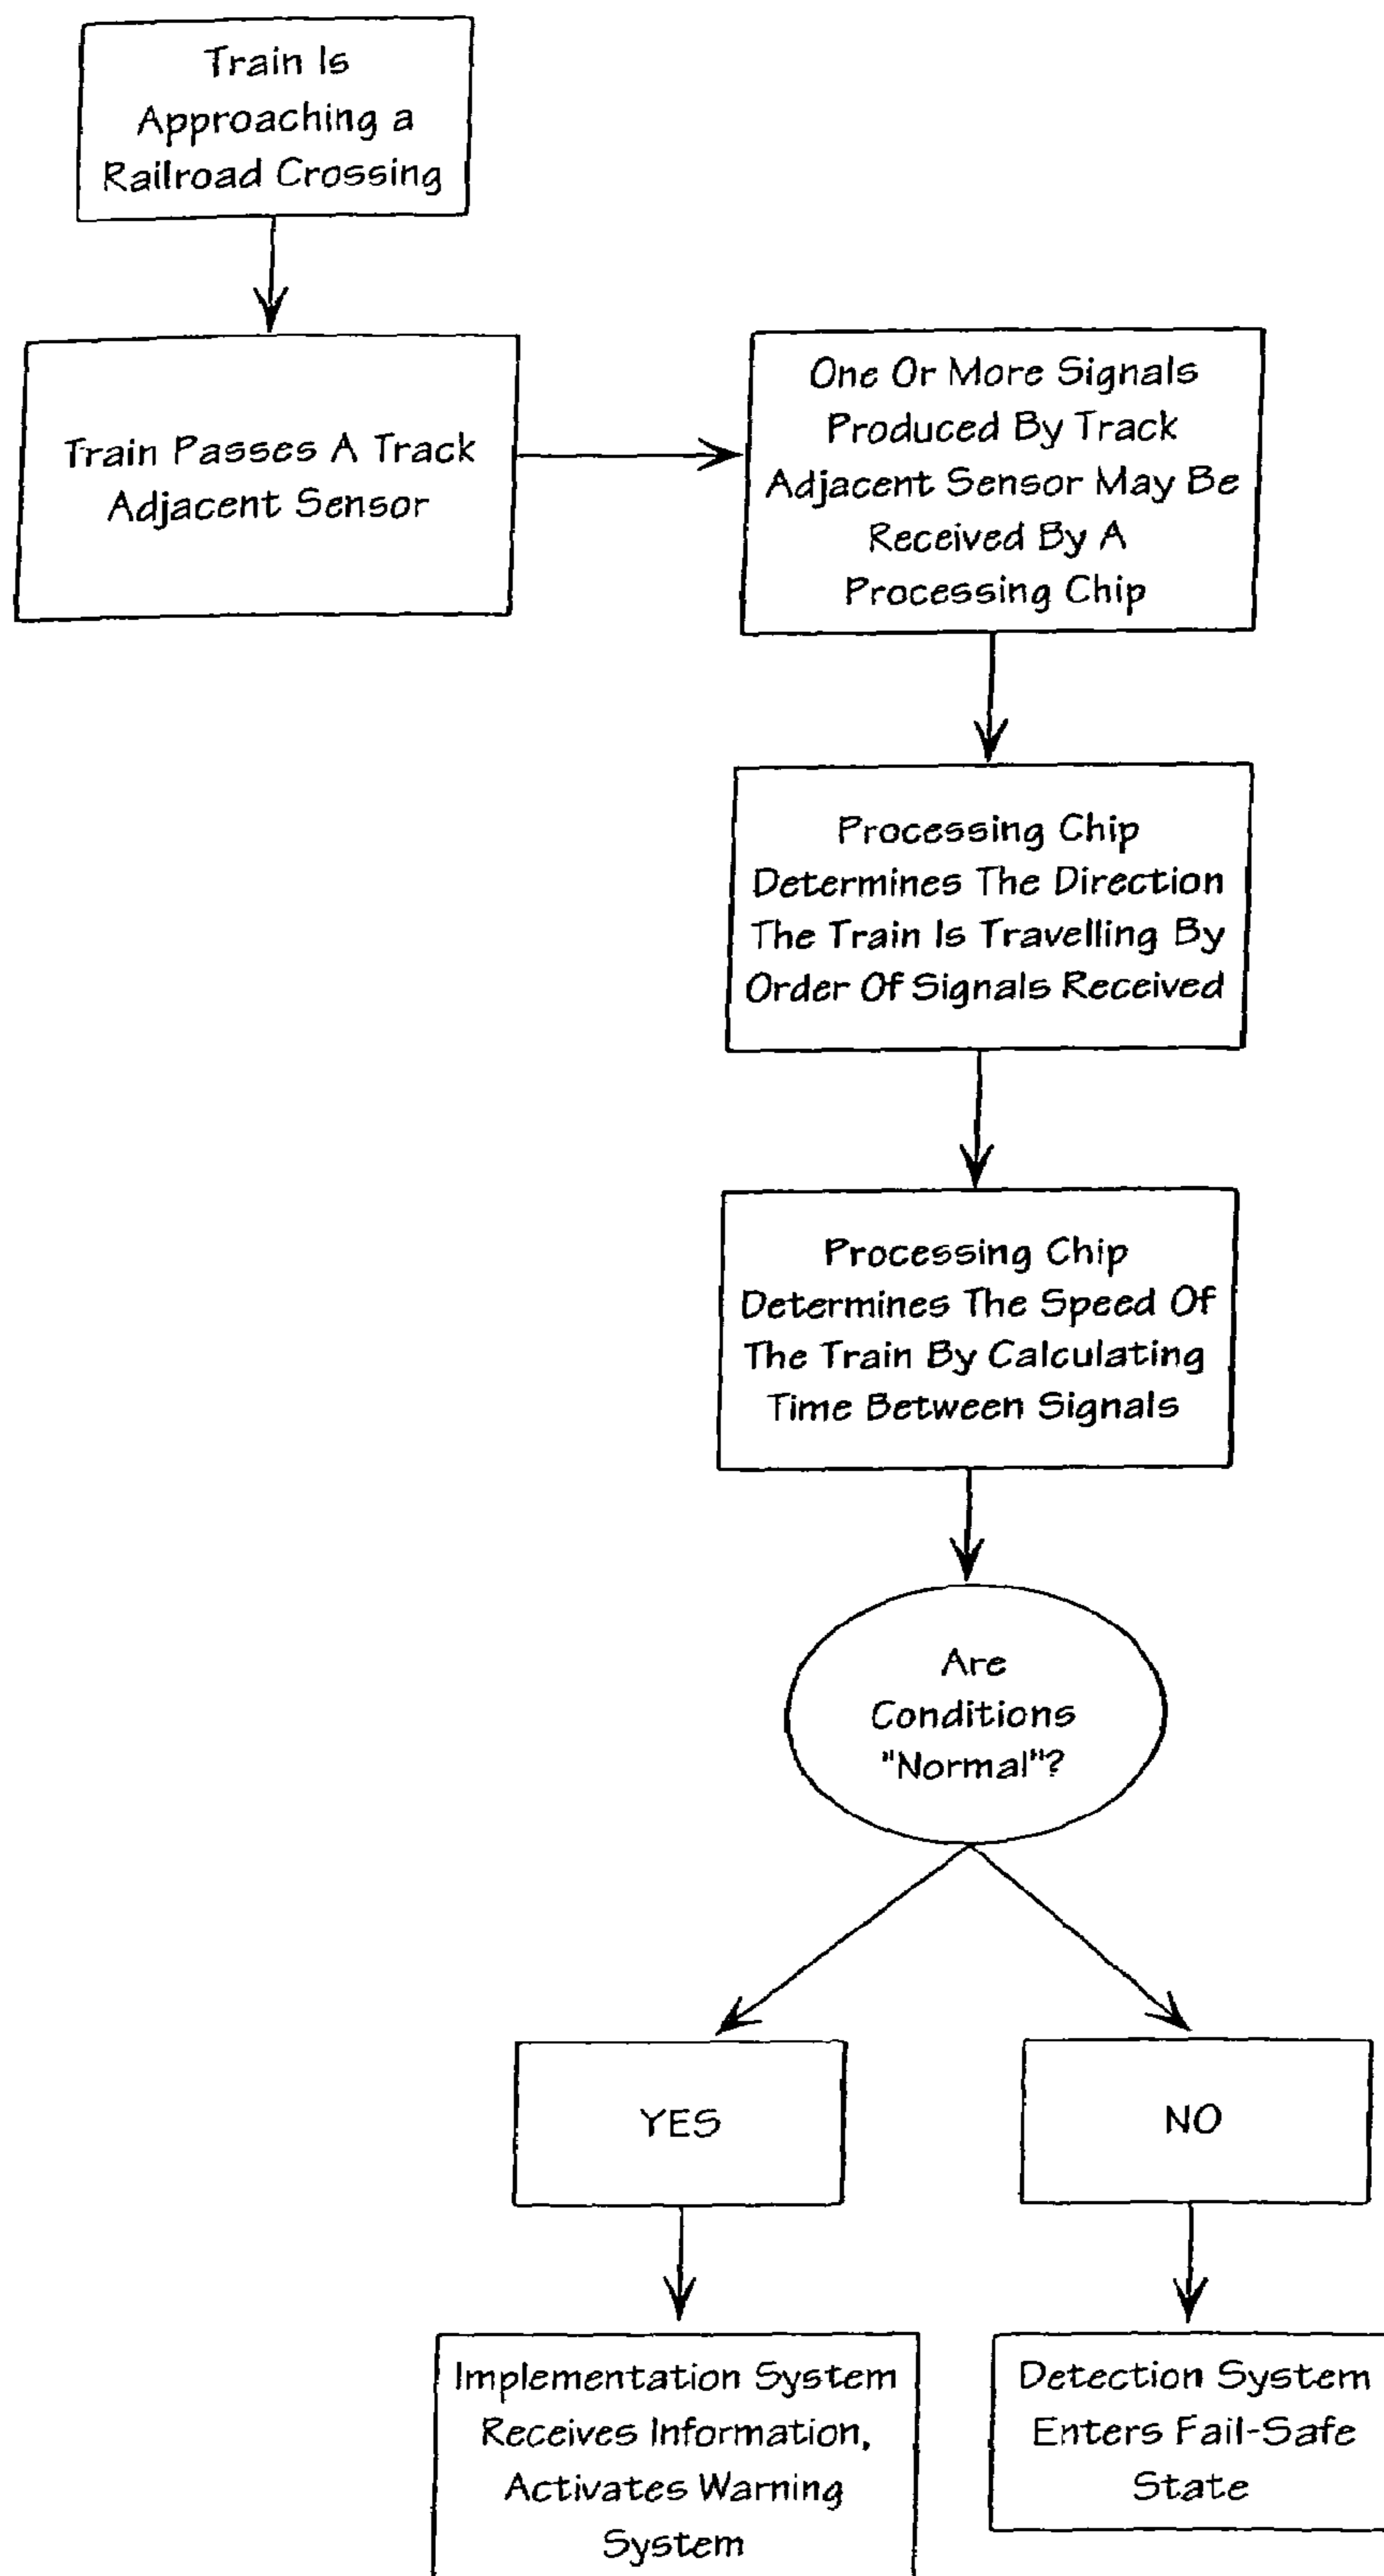 Train Is
Approaching a
Railroad Crossing
Train Passes A Track
Adjacent Sensor
One Or More Signals
Produced By Track
Adjacent Sensor May Be
Received By A
Processing Chip
Processing Chip
Determines The Direction
The Train Is Travelling By
Order Of Signals Received
Processing Chip
Determines The Speed Of
The Train By Calculating
Time Between Signals
Are
Conditions
"Normal"?
YES
NO
Implementation System
Receives Information,
Activates Warning
System
Detection System
Enters Fail-Safe
State